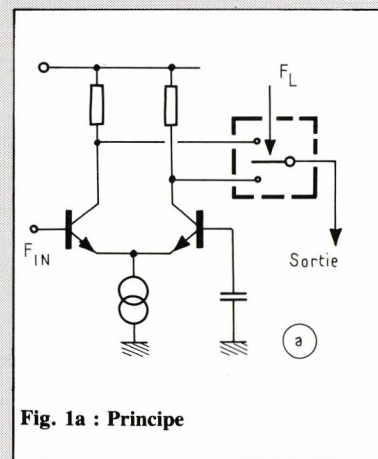 F_L
F_IN
Sortie
a
Fig. 1a : Principe